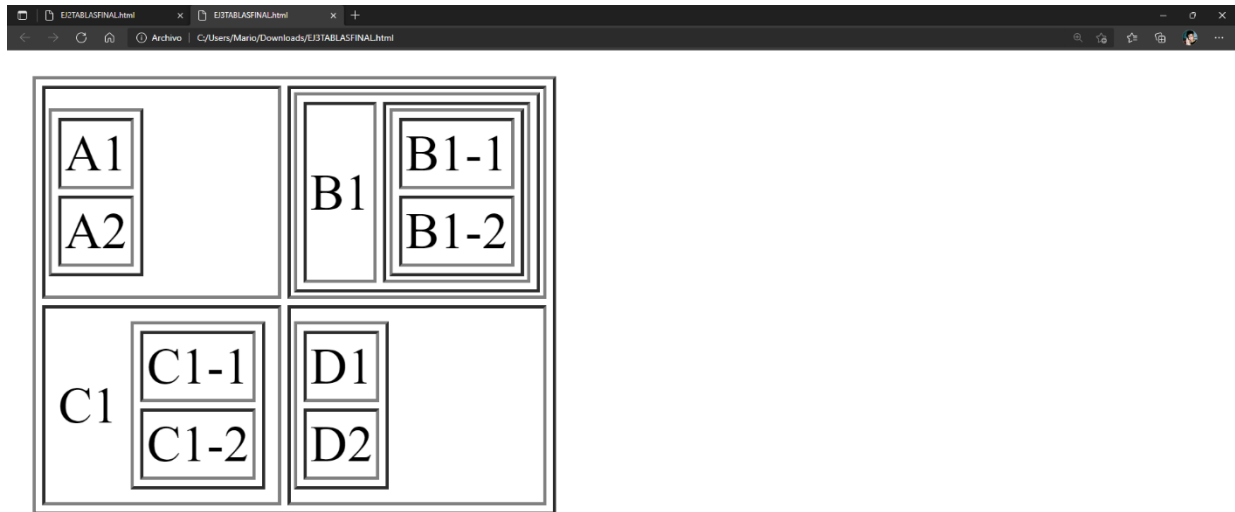 EJ2TABLASFINAL.html
EJ3TABLASFINAL.html
Archivo | C:/Users/Mario/Downloads/EJ3TABLASFINAL.html
A1
A2
B1
B1-1
B1-2
C1
C1-1
C1-2
D1
D2